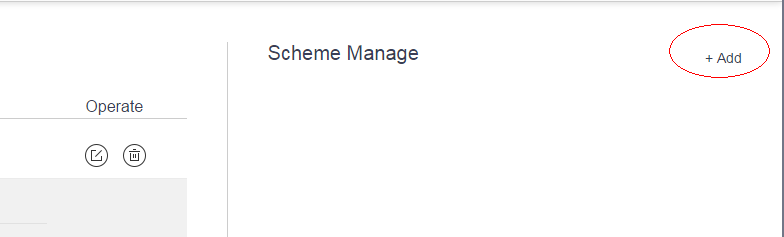 Scheme Manage
+ Add
Operate